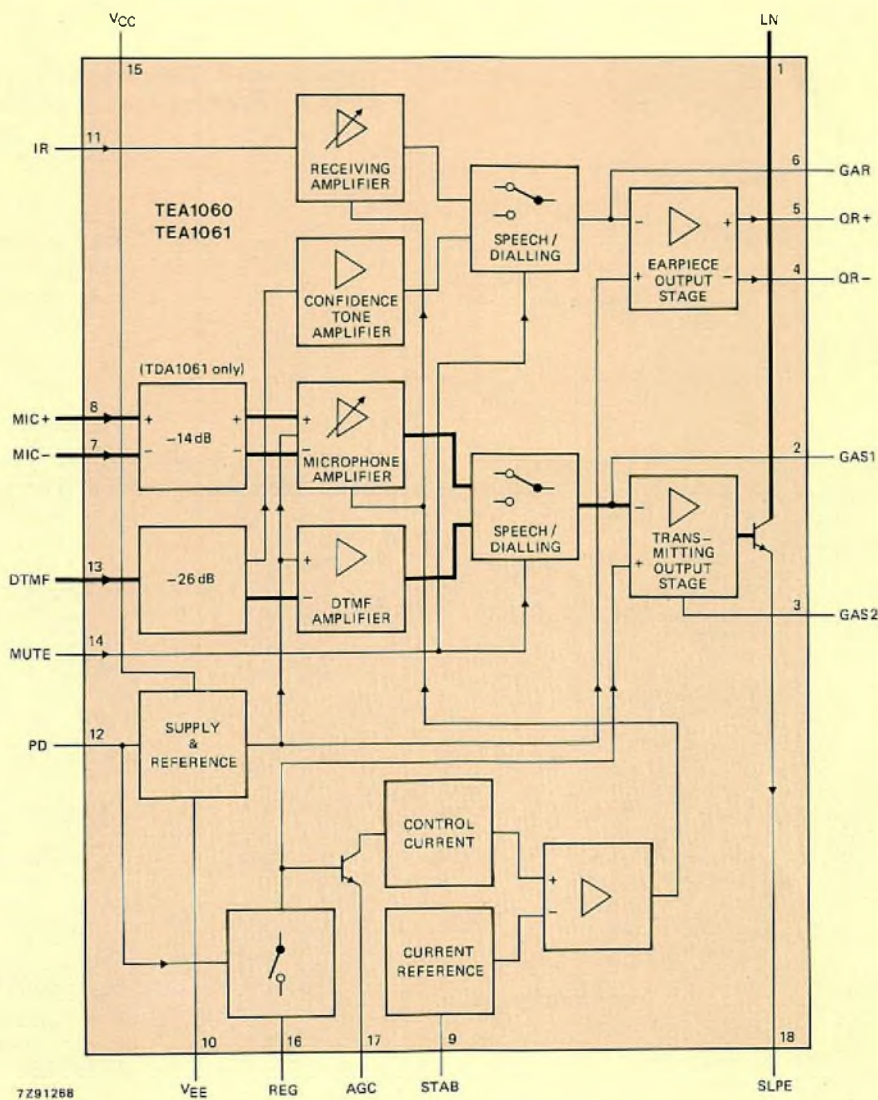 VCC
LN
15
1
11
IR
RECEIVING
AMPLIFIER
6
GAR
TEA1060
TEA1061
SPEECH/
DIALLING
-
+
5
QR+
EARPIECE
OUTPUT
STAGE
+
-
4
QR-
CONFIDENCE
TONE
AMPLIFIER
(TDA1061 only)
MIC+
8
+
+
+
-14 dB
MIC-
7
-
-
-
MICROPHONE
AMPLIFIER
2
GAS1
SPEECH/
DIALLING
-
TRANS-
MITTING
OUTPUT
STAGE
+
DTMF
13
-26 dB
+
-
DTMF
AMPLIFIER
3
GAS2
MUTE
14
PD
12
SUPPLY
&
REFERENCE
CONTROL
CURRENT
+
-
CURRENT
REFERENCE
10
16
17
9
18
7Z91268
VEE
REG
AGC
STAB
SLPE